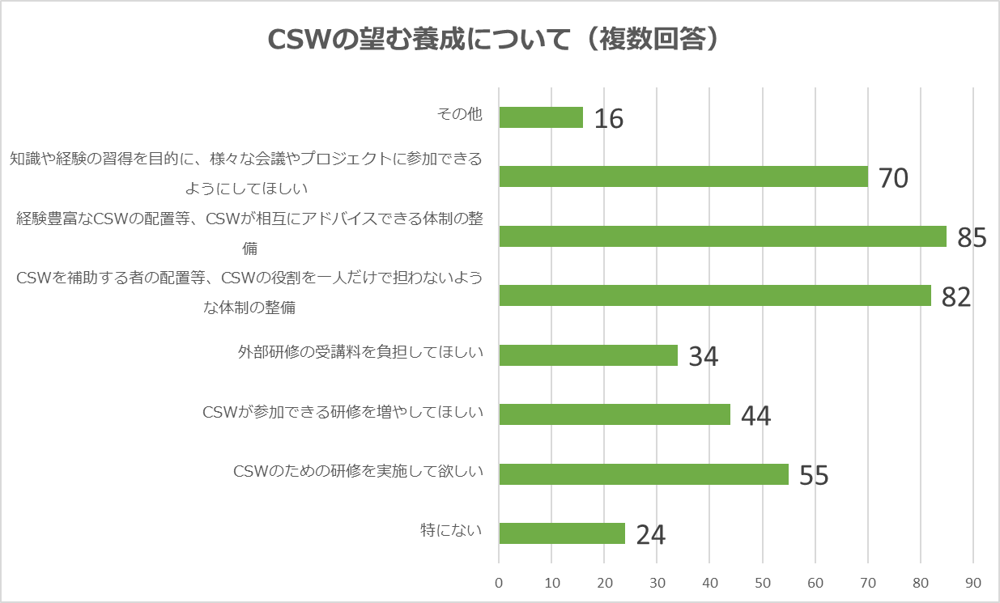 CSWの望む養成について（複数回答）
その他
16
知識や経験の習得を目的に、様々な会議やプロジェクトに参加できる
ようにしてほしい
70
経験豊富なCSWの配置等、CSWが相互にアドバイスできる体制の整
備
85
CSWを補助する者の配置等、CSWの役割を一人だけで担わないよう
な体制の整備
82
外部研修の受講料を負担してほしい
34
CSWが参加できる研修を増やしてほしい
44
CSWのための研修を実施して欲しい
55
特にない
24
0 10 20 30 40 50 60 70 80 90